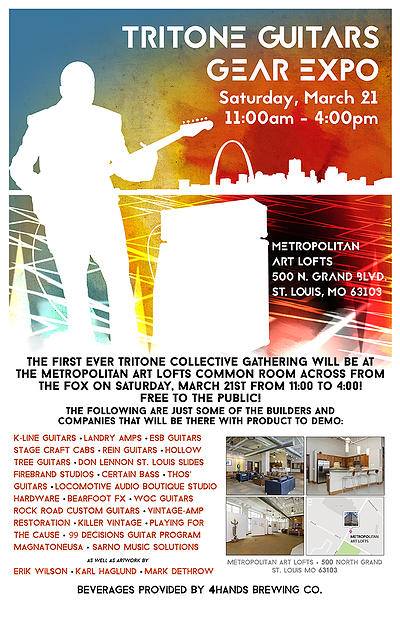 TRITONE GUITARS
GEAR EXPO
Saturday, March 21
11:00am - 4:00pm
METROPOLITAN
ART LOFTS
500 N. GRAND BLVD.
ST. LOUIS, MO 63103
THE FIRST EVER TRITONE COLLECTIVE GATHERING WILL BE AT
THE METROPOLITAN ART LOFTS COMMON ROOM ACROSS FROM
THE FOX ON SATURDAY, MARCH 21ST FROM 11:00 TO 4:00!
FREE TO THE PUBLIC!
THE FOLLOWING ARE JUST SOME OF THE BUILDERS AND
COMPANIES THAT WILL BE THERE WITH PRODUCT TO DEMO:
K-LINE GUITARS • LANDRY AMPS • ESB GUITARS
STAGE CRAFT CABS • REIN GUITARS • HOLLOW
TREE GUITARS • DON LENNON ST. LOUIS SLIDES
FIREBRAND STUDIOS • CERTAIN BASS • THOS'
GUITARS • LOCOMOTIVE AUDIO BOUTIQUE STUDIO
HARDWARE • BEARFOOT FX • WOC GUITARS
ROCK ROAD CUSTOM GUITARS • VINTAGE-AMP
RESTORATION • KILLER VINTAGE • PLAYING FOR
THE CAUSE • 99 DECISIONS GUITAR PROGRAM
MAGNATONEUSA • SARNO MUSIC SOLUTIONS
AS WELL AS ARTWORK BY
ERIK WILSON • KARL HAGLUND • MARK DETHROW
METROPOLITAN
ART LOFTS
METROPOLITAN ART LOFTS • 500 NORTH GRAND
ST. LOUIS MO 63103
BEVERAGES PROVIDED BY 4HANDS BREWING CO.